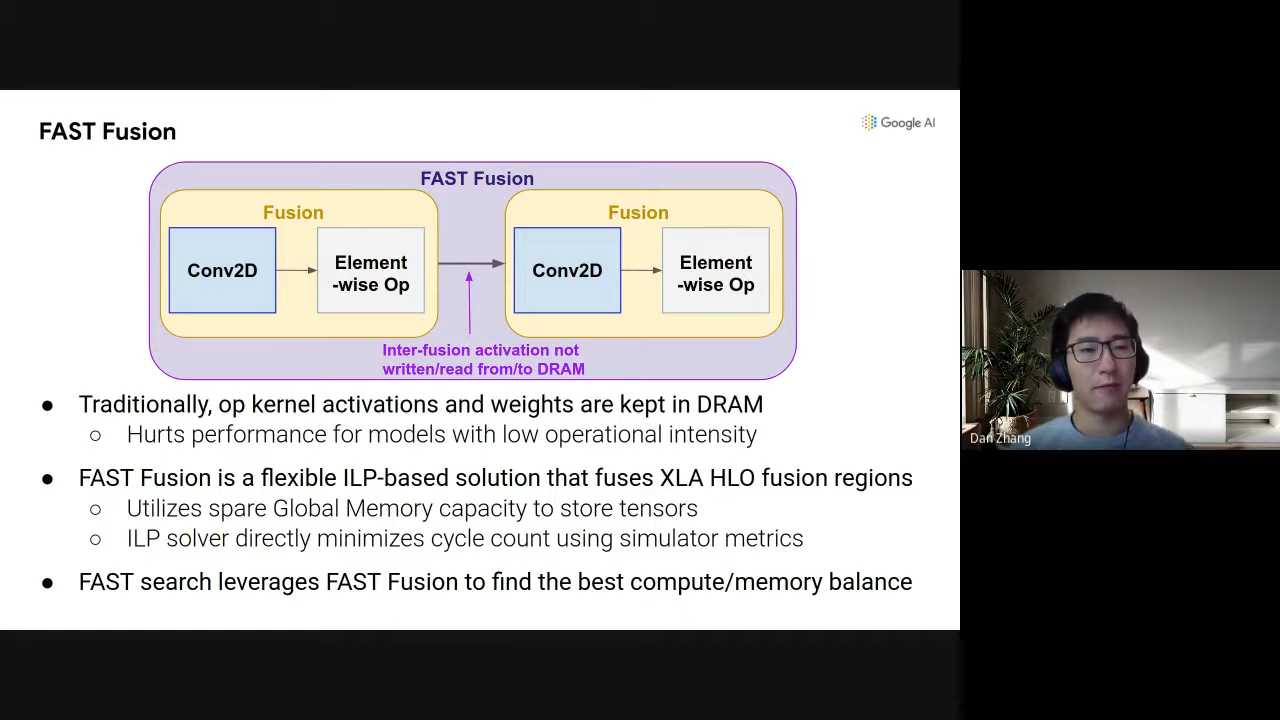 FAST Fusion
Google AI
FAST Fusion
Fusion
Fusion
Conv2D
Element
-wise Op
Conv2D
Element
-wise Op
Inter-fusion activation not
written/read from/to DRAM
● Traditionally, op kernel activations and weights are kept in DRAM
○ Hurts performance for models with low operational intensity
● FAST Fusion is a flexible ILP-based solution that fuses XLA HLO fusion regions
○ Utilizes spare Global Memory capacity to store tensors
○ ILP solver directly minimizes cycle count using simulator metrics
● FAST search leverages FAST Fusion to find the best compute/memory balance
Dan Zhang